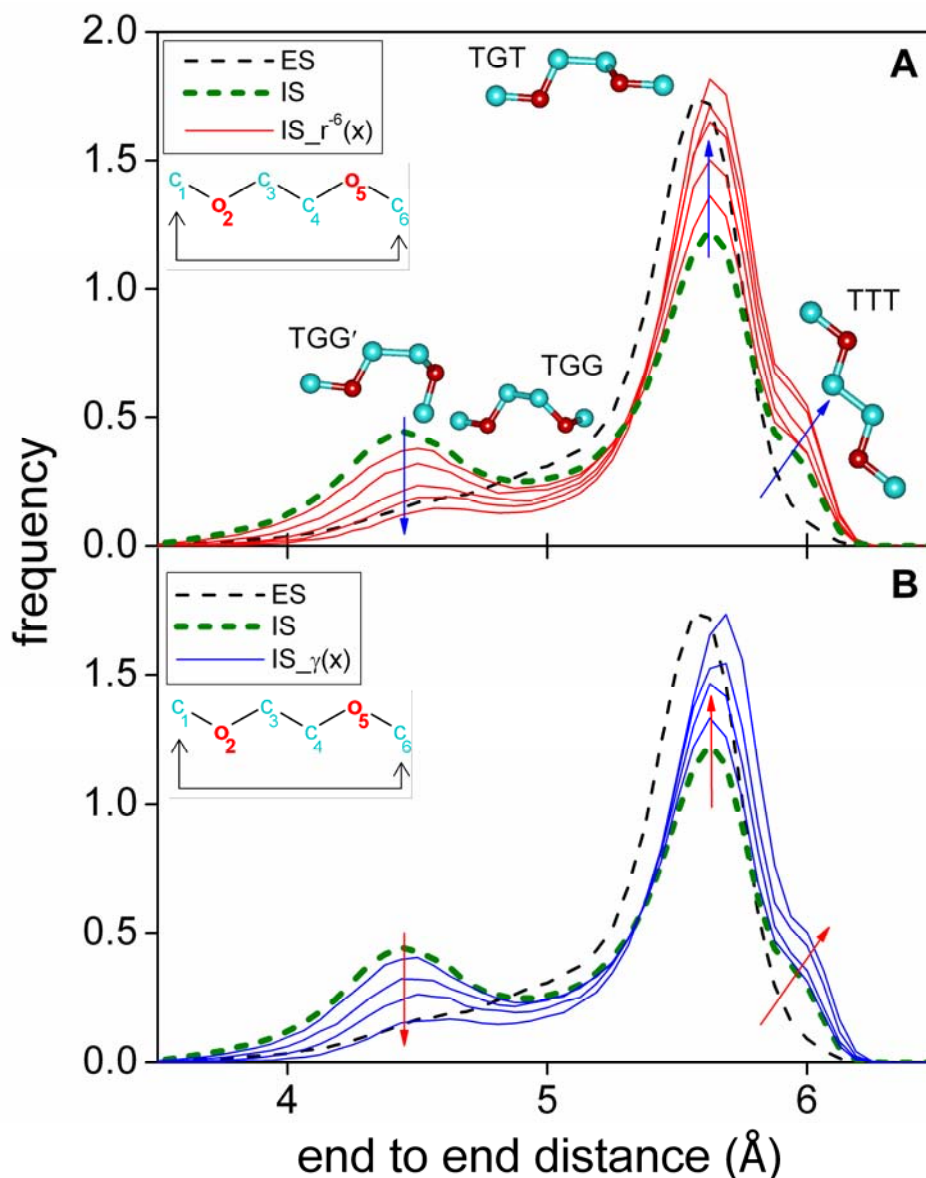 2.0
1.5
1.0
0.5
0.0
ES
IS
IS_r⁻⁶(x)
C₁ O₂ C₃ C₄ O₅ C₆
TGT
A
TTT
TGG′
TGG
frequency
ES
IS
IS_γ(x)
C₁ O₂ C₃ C₄ O₅ C₆
B
1.5
1.0
0.5
0.0
4 5 6
end to end distance (Å)